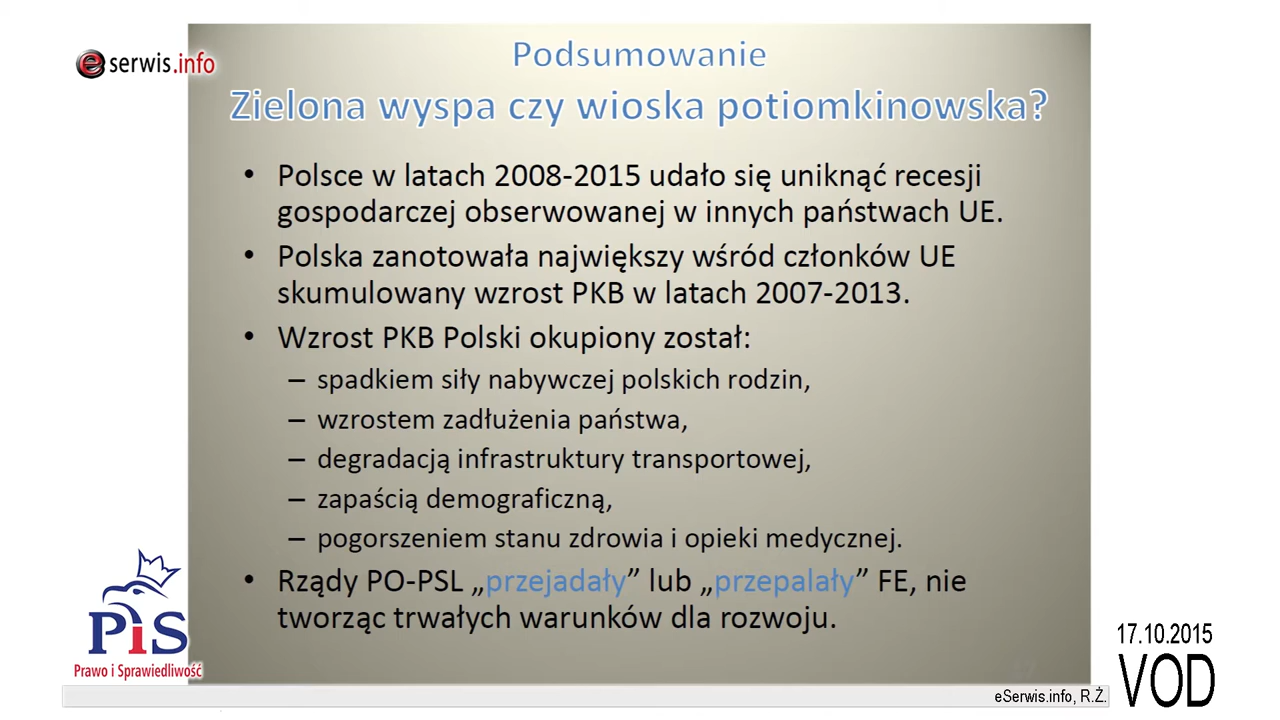 eserwis.info
Podsumowanie
Zielona wyspa czy wioska potiomkinowska?
• Polsce w latach 2008-2015 udało się uniknąć recesji
gospodarczej obserwowanej w innych państwach UE.
• Polska zanotowała największy wśród członków UE
skumulowany wzrost PKB w latach 2007-2013.
• Wzrost PKB Polski okupiony został:
– spadkiem siły nabywczej polskich rodzin,
– wzrostem zadłużenia państwa,
– degradacją infrastruktury transportowej,
– zapaścią demograficzną,
– pogorszeniem stanu zdrowia i opieki medycznej.
• Rządy PO-PSL „przejadały” lub „przepalały” FE, nie
tworząc trwałych warunków dla rozwoju.
PiS
Prawo i Sprawiedliwość
17.10.2015
VOD
eSerwis.info, R.Ż.